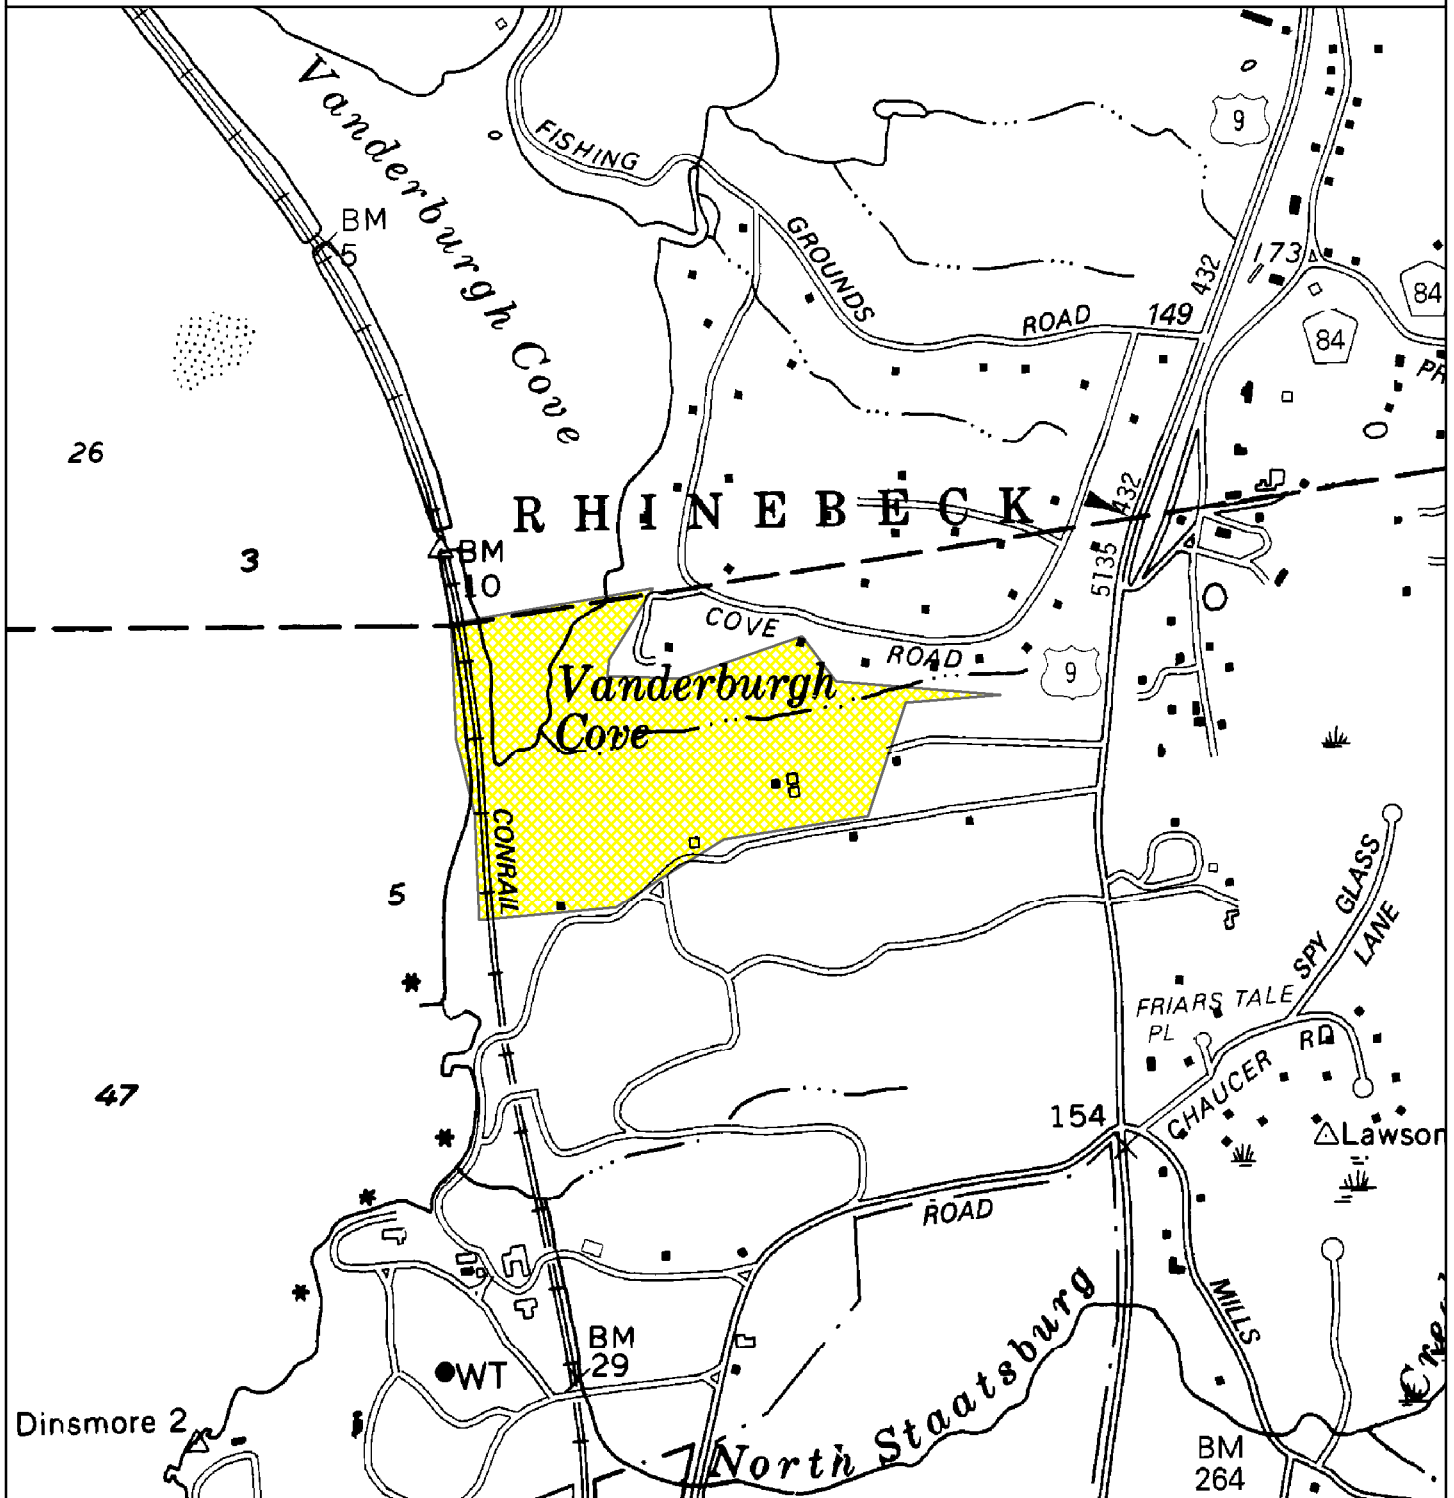 Vanderburgh Cove
FISHING
GROUNDS
ROAD
9
BM
5
432
173
84
84
149
PR
26
RHINEBECK
432
3
BM
10
5135
COVE
ROAD
9
Vanderburgh
Cove
CONRAIL
5
SPY GLASS
LANE
FRIARS TALE
PL
CHAUCER
RD
47
154
Lawson
ROAD
MILLS
BM
29
WT
Dinsmore 2
North Staatsburg
Cree
BM
264